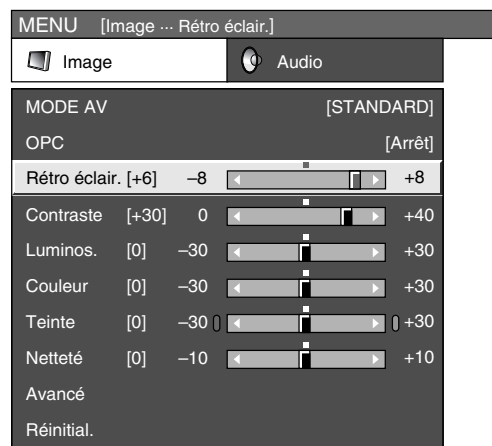 MENU [Image ··· Rétro éclair.]
Image Audio
MODE AV [STANDARD]
OPC [Arrêt]
Rétro éclair. [+6] –8 +8
Contraste [+30] 0 +40
Luminos. [0] –30 +30
Couleur [0] –30 +30
Teinte [0] –30 +30
Netteté [0] –10 +10
Avancé
Réinitial.